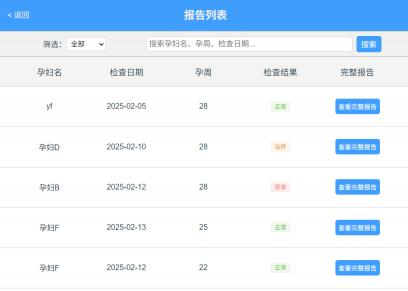 < 返回 报告列表
筛选： 全部 搜索孕妇名、孕周、检查日期... 搜索
孕妇名 检查日期 孕周 检查结果 完整报告
yf 2025-02-05 28 正常 查看完整报告
孕妇D 2025-02-10 28 临界 查看完整报告
孕妇B 2025-02-12 28 异常 查看完整报告
孕妇F 2025-02-13 25 正常 查看完整报告
孕妇F 2025-02-12 22 正常 查看完整报告